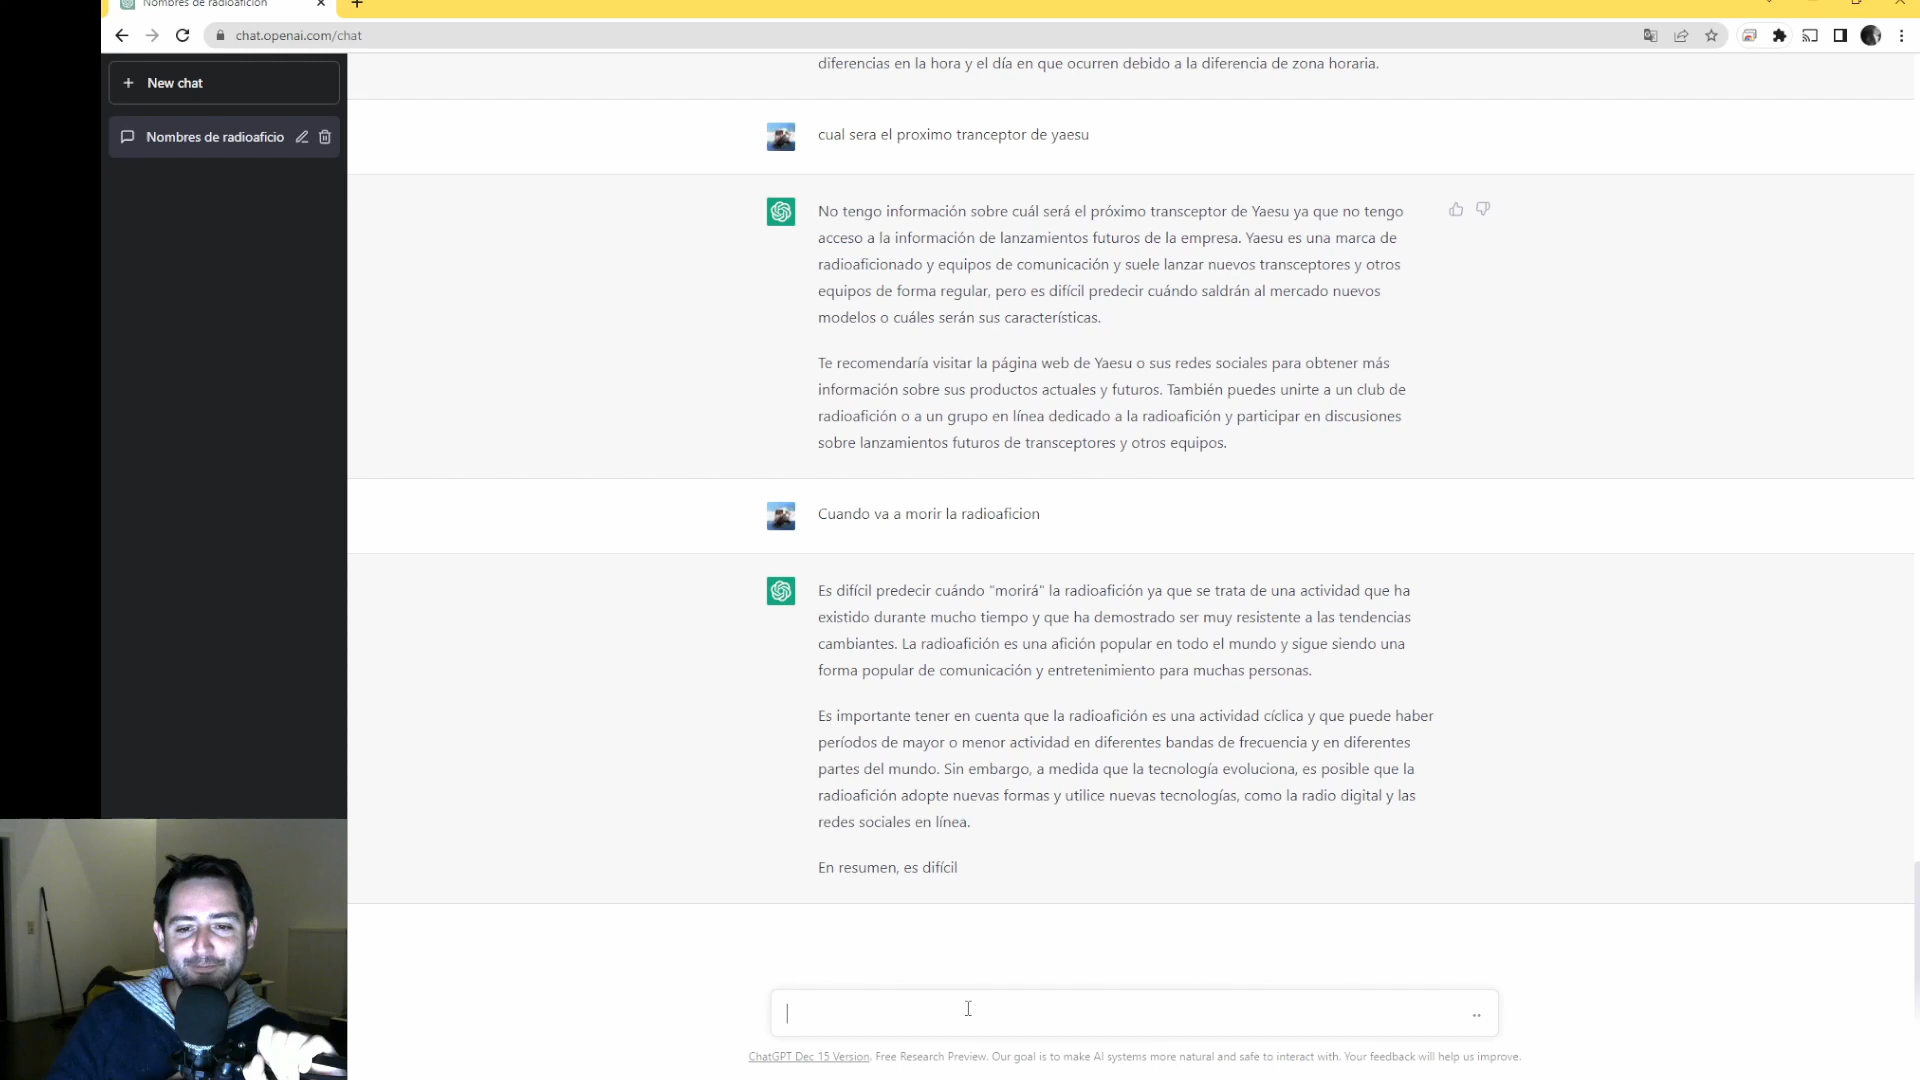 Nombres de radioafición
chat.openai.com/chat
New chat
Nombres de radioaficio
diferencias en la hora y el día en que ocurren debido a la diferencia de zona horaria.
cual sera el proximo tranceptor de yaesu
No tengo información sobre cuál será el próximo transceptor de Yaesu ya que no tengo
acceso a la información de lanzamientos futuros de la empresa. Yaesu es una marca de
radioaficionado y equipos de comunicación y suele lanzar nuevos transceptores y otros
equipos de forma regular, pero es difícil predecir cuándo saldrán al mercado nuevos
modelos o cuáles serán sus características.
Te recomendaría visitar la página web de Yaesu o sus redes sociales para obtener más
información sobre sus productos actuales y futuros. También puedes unirte a un club de
radioafición o a un grupo en línea dedicado a la radioafición y participar en discusiones
sobre lanzamientos futuros de transceptores y otros equipos.
Cuando va a morir la radioaficion
Es difícil predecir cuándo "morirá" la radioafición ya que se trata de una actividad que ha
existido durante mucho tiempo y que ha demostrado ser muy resistente a las tendencias
cambiantes. La radioafición es una afición popular en todo el mundo y sigue siendo una
forma popular de comunicación y entretenimiento para muchas personas.
Es importante tener en cuenta que la radioafición es una actividad cíclica y que puede haber
períodos de mayor o menor actividad en diferentes bandas de frecuencia y en diferentes
partes del mundo. Sin embargo, a medida que la tecnología evoluciona, es posible que la
radioafición adopte nuevas formas y utilice nuevas tecnologías, como la radio digital y las
redes sociales en línea.
En resumen, es difícil
ChatGPT Dec 15 Version. Free Research Preview. Our goal is to make AI systems more natural and safe to interact with. Your feedback will help us improve.